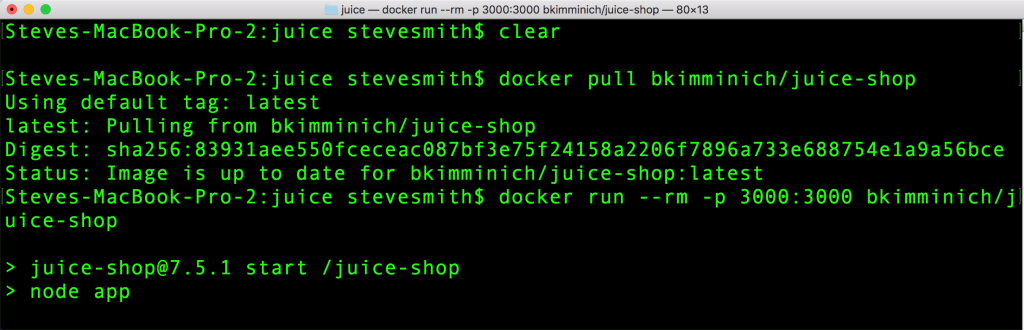 juice — docker run --rm -p 3000:3000 bkimminich/juice-shop — 80×13
Steves-MacBook-Pro-2:juice stevesmith$ clear
Steves-MacBook-Pro-2:juice stevesmith$ docker pull bkimminich/juice-shop
Using default tag: latest
latest: Pulling from bkimminich/juice-shop
Digest: sha256:83931aee550fceceac087bf3e75f24158a2206f7896a733e688754e1a9a56bce
Status: Image is up to date for bkimminich/juice-shop:latest
Steves-MacBook-Pro-2:juice stevesmith$ docker run --rm -p 3000:3000 bkimminich/j
uice-shop
> juice-shop@7.5.1 start /juice-shop
> node app